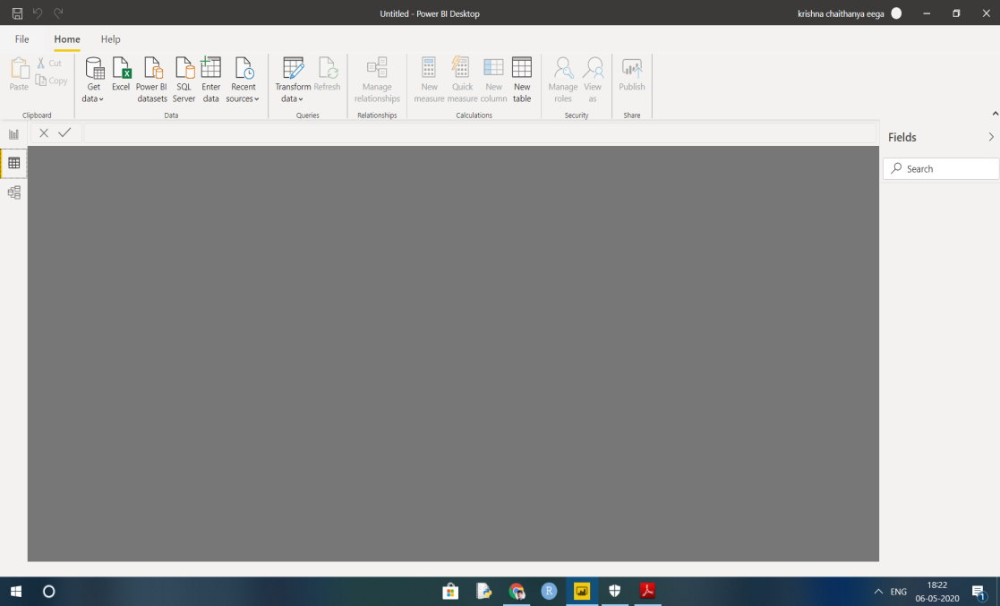 Untitled - Power BI Desktop
krishna chaithanya eega
File Home Help
Paste
Cut
Copy
Clipboard
Get data
Excel
Power BI datasets
SQL Server
Enter data
Recent sources
Data
Transform data
Refresh
Queries
Manage relationships
Relationships
New measure
Quick measure
New column
New table
Calculations
Manage roles
View as
Security
Publish
Share
Fields
Search
R
ENG
18:22
06-05-2020
1